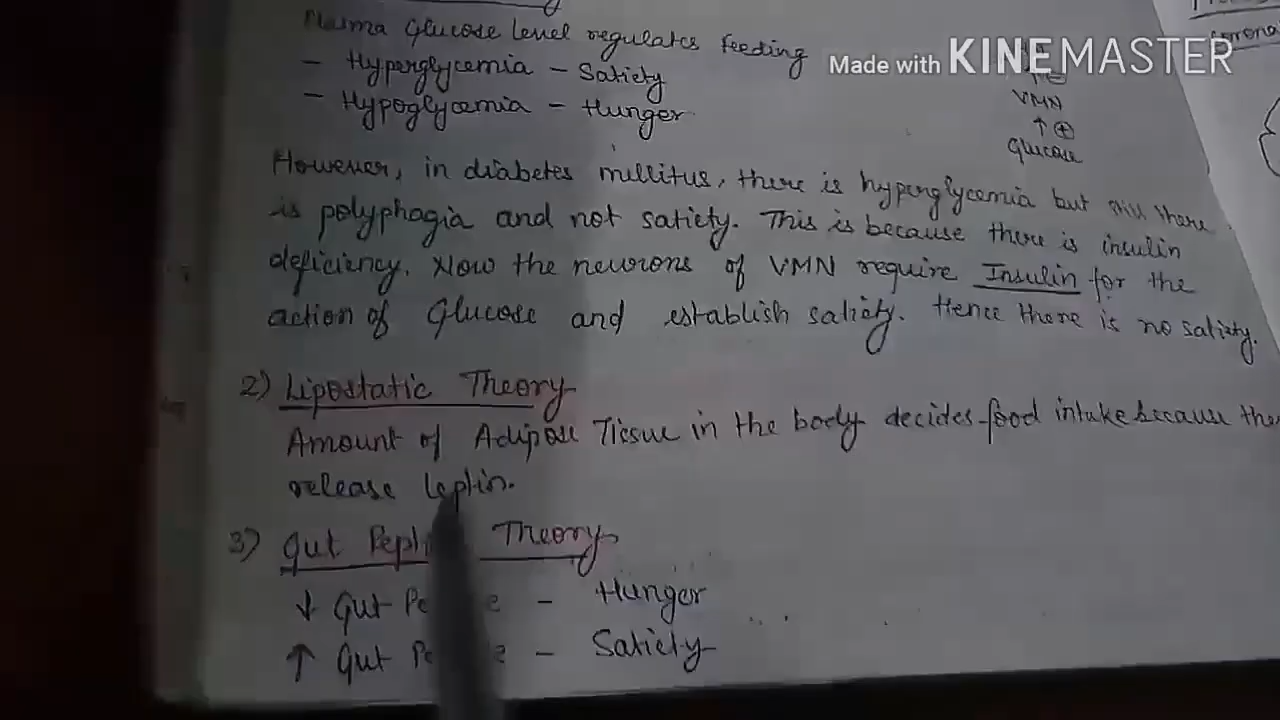 Plasma Glucose Level regulates feeding
- Hyperglycemia - Satiety
- Hypoglycemia - Hunger
However, in diabetes millitus, there is hyperglycemia but still there
is polyphagia and not satiety. This is because there is insulin
deficiency. Now the neurons of VMN require Insulin for the
action of Glucose and establish satiety. Hence there is no satiety.
2) Lipostatic Theory
Amount of Adipose Tissue in the body decides food intake because the
release Leptin.
3) Gut Theory
↓ Gut - Hunger
↑ Gut - Satiety
Made with KINEMASTER
↑ ⊖
VMN
↑ ⊕
Glucose